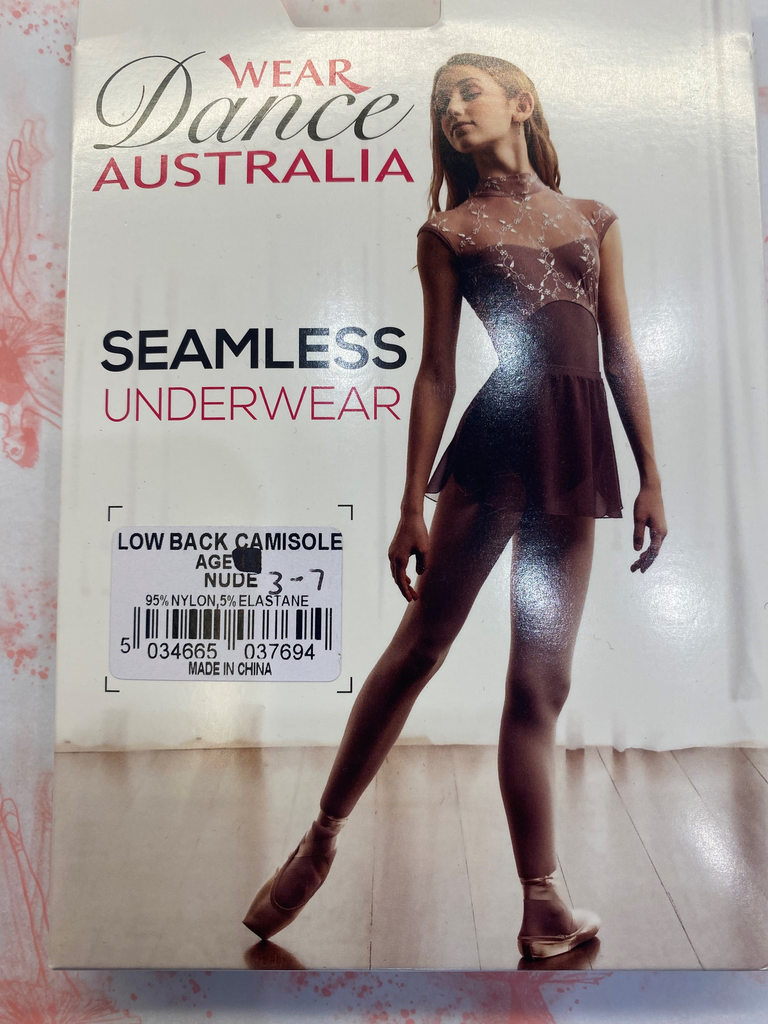 WEAR
Dance
AUSTRALIA
SEAMLESS
UNDERWEAR
LOW BACK CAMISOLE
AGE
NUDE 3-7
95% NYLON,5% ELASTANE
5 034665 037694
MADE IN CHINA